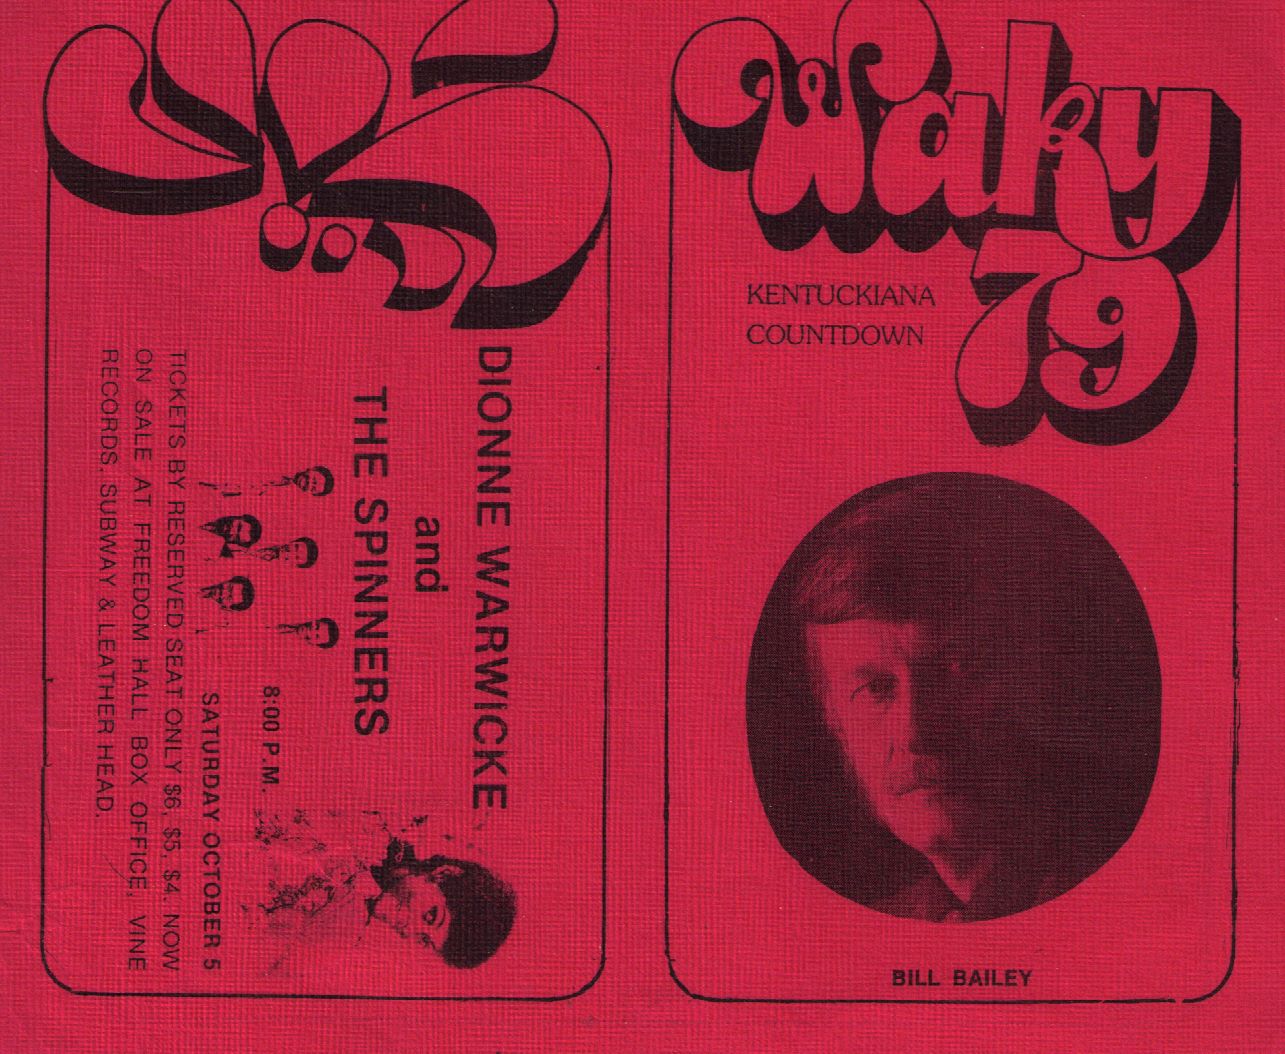 DIONNE WARWICKE
and
THE SPINNERS
8:00 P.M.
SATURDAY OCTOBER 5
TICKETS BY RESERVED SEAT ONLY $6, $5, $4. NOW
ON SALE AT FREEDOM HALL BOX OFFICE, VINE
RECORDS, SUBWAY & LEATHER HEAD.
Waky
79
KENTUCKIANA
COUNTDOWN
BILL BAILEY